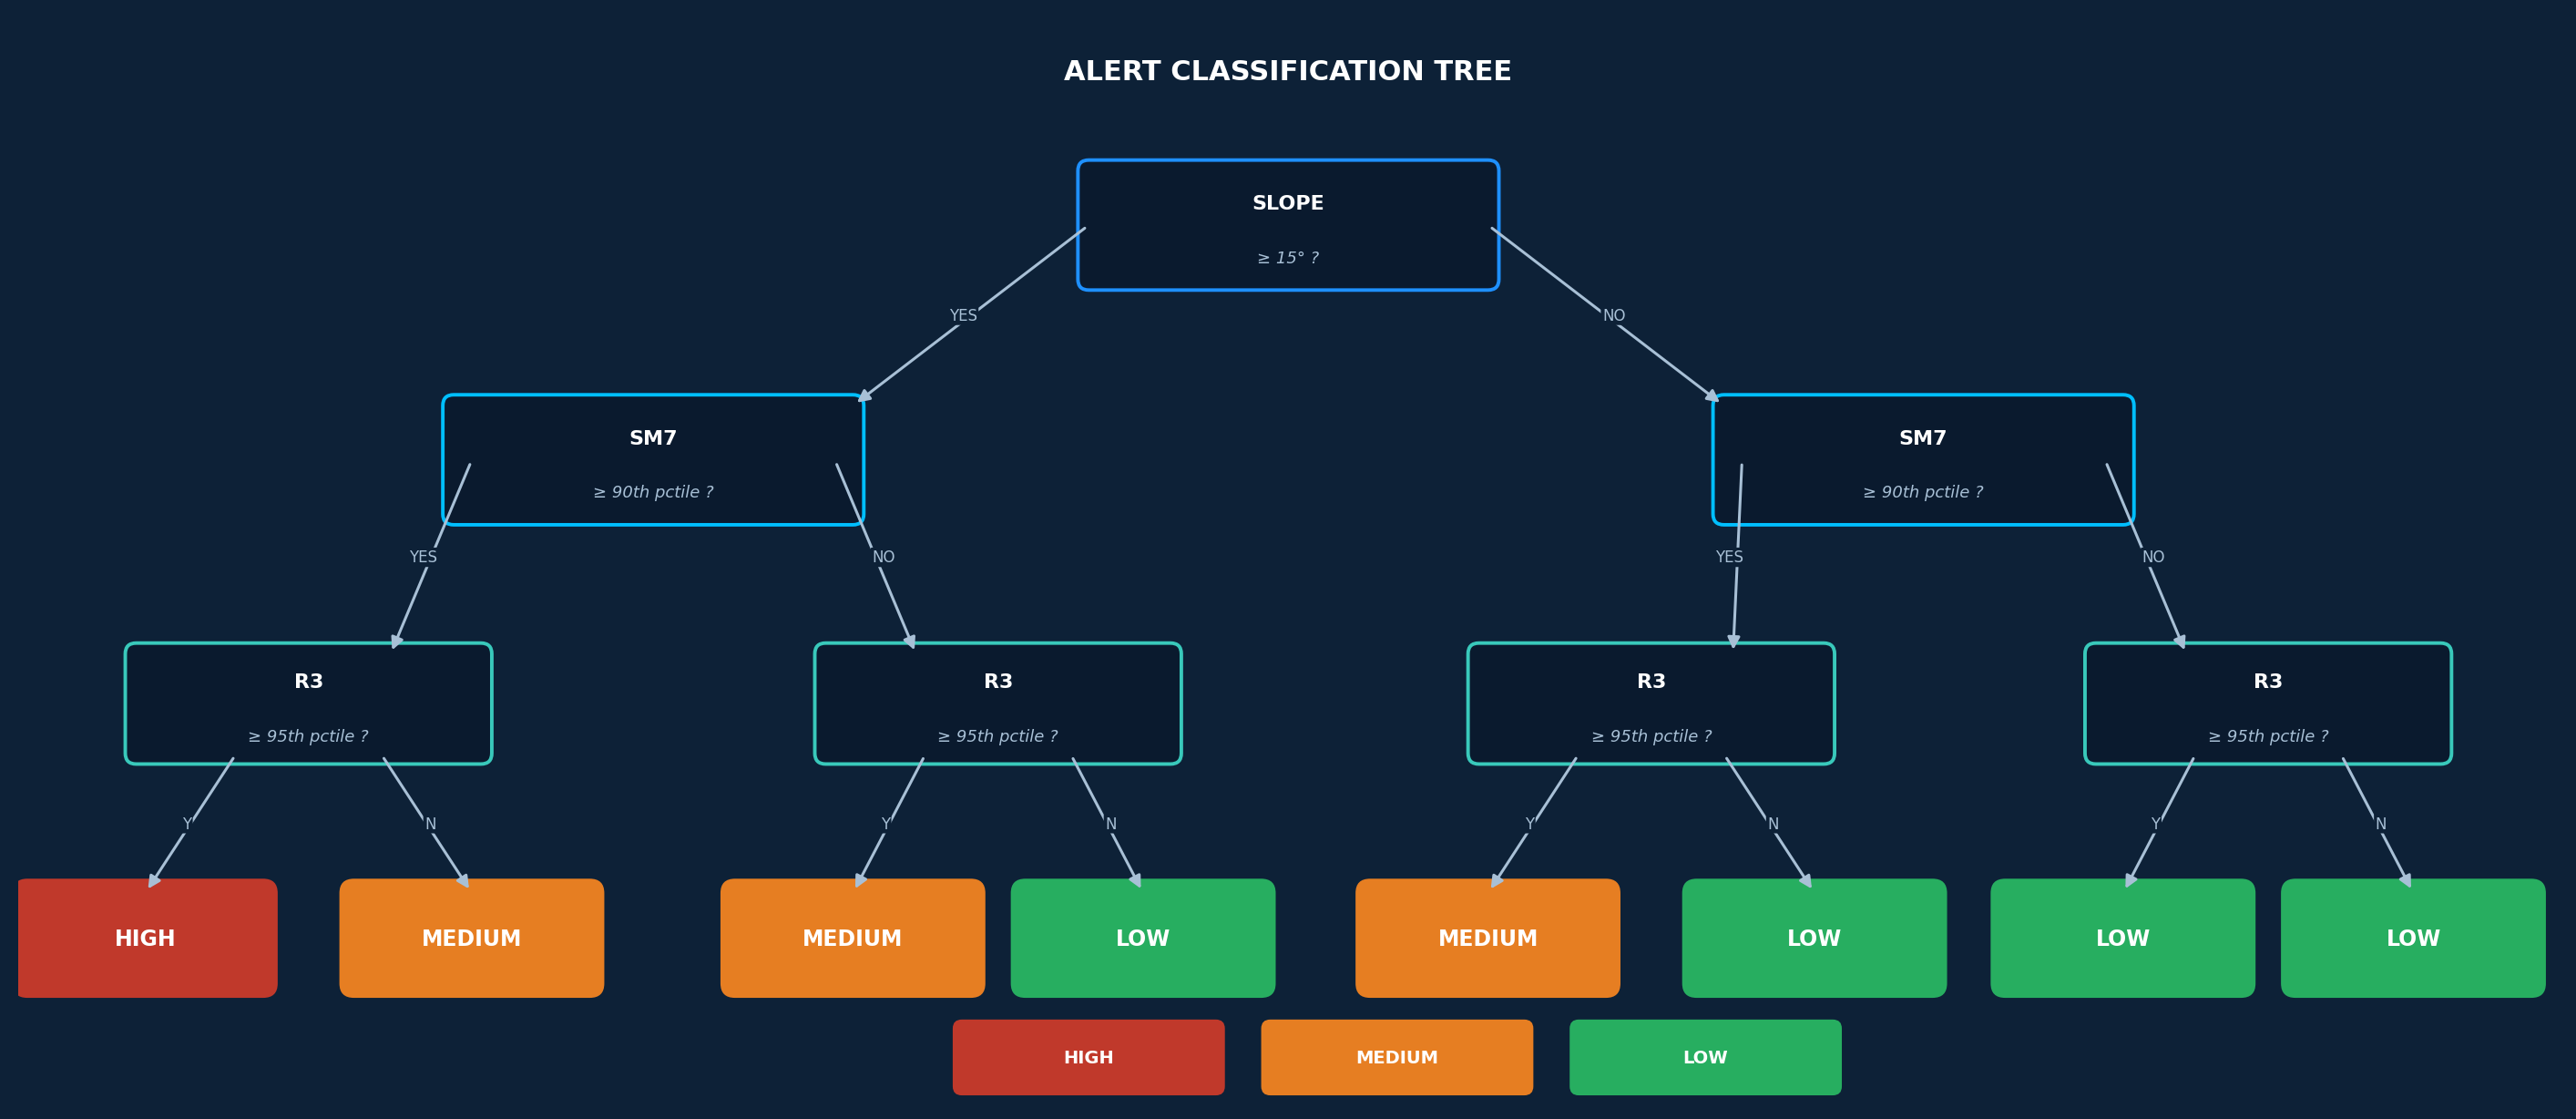 ALERT CLASSIFICATION TREE
SLOPE
≥ 15° ?
YES
NO
SM7
≥ 90th pctile ?
SM7
≥ 90th pctile ?
YES
NO
YES
NO
R3
≥ 95th pctile ?
R3
≥ 95th pctile ?
R3
≥ 95th pctile ?
R3
≥ 95th pctile ?
Y
N
Y
N
Y
N
Y
N
HIGH
MEDIUM
MEDIUM
LOW
MEDIUM
LOW
LOW
LOW
HIGH
MEDIUM
LOW